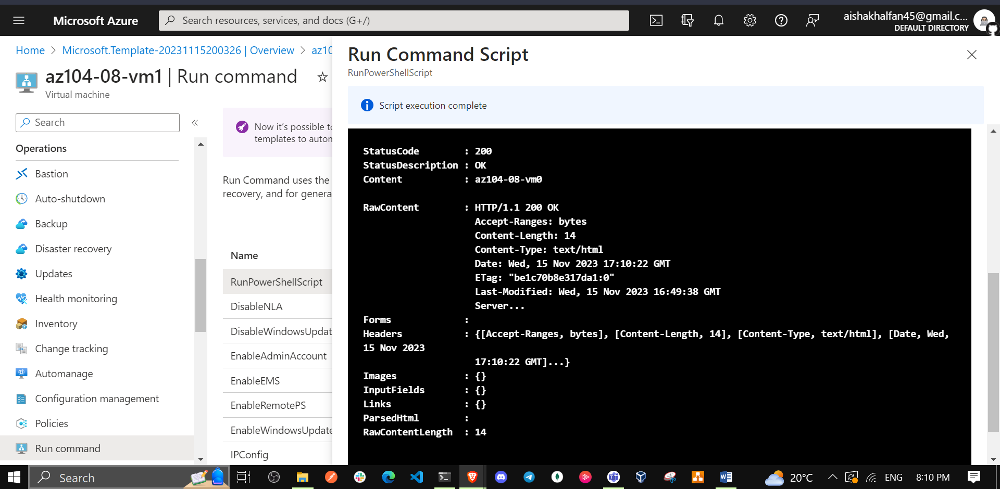 Microsoft Azure
Search resources, services, and docs (G+/)
aishakhalfan45@gmail.c...
DEFAULT DIRECTORY
Home > Microsoft.Template-20231115200326 | Overview > az10
az104-08-vm1 | Run command
Virtual machine
Search
Operations
Bastion
Auto-shutdown
Backup
Disaster recovery
Updates
Health monitoring
Inventory
Change tracking
Automanage
Configuration management
Policies
Run command
Now it's possible to
templates to autom
Run Command uses the
recovery, and for genera
Name
RunPowerShellScript
DisableNLA
DisableWindowsUpdat
EnableAdminAccount
EnableEMS
EnableRemotePS
EnableWindowsUpdate
IPConfig
Run Command Script
RunPowerShellScript
Script execution complete
StatusCode : 200
StatusDescription : OK
Content : az104-08-vm0
RawContent : HTTP/1.1 200 OK
Accept-Ranges: bytes
Content-Length: 14
Content-Type: text/html
Date: Wed, 15 Nov 2023 17:10:22 GMT
ETag: "be1c70b8e317da1:0"
Last-Modified: Wed, 15 Nov 2023 16:49:38 GMT
Server...
Forms :
Headers : {[Accept-Ranges, bytes], [Content-Length, 14], [Content-Type, text/html], [Date, Wed,
15 Nov 2023
17:10:22 GMT]...}
Images : {}
InputFields : {}
Links : {}
ParsedHtml :
RawContentLength : 14
Search
20°C
ENG
8:10 PM